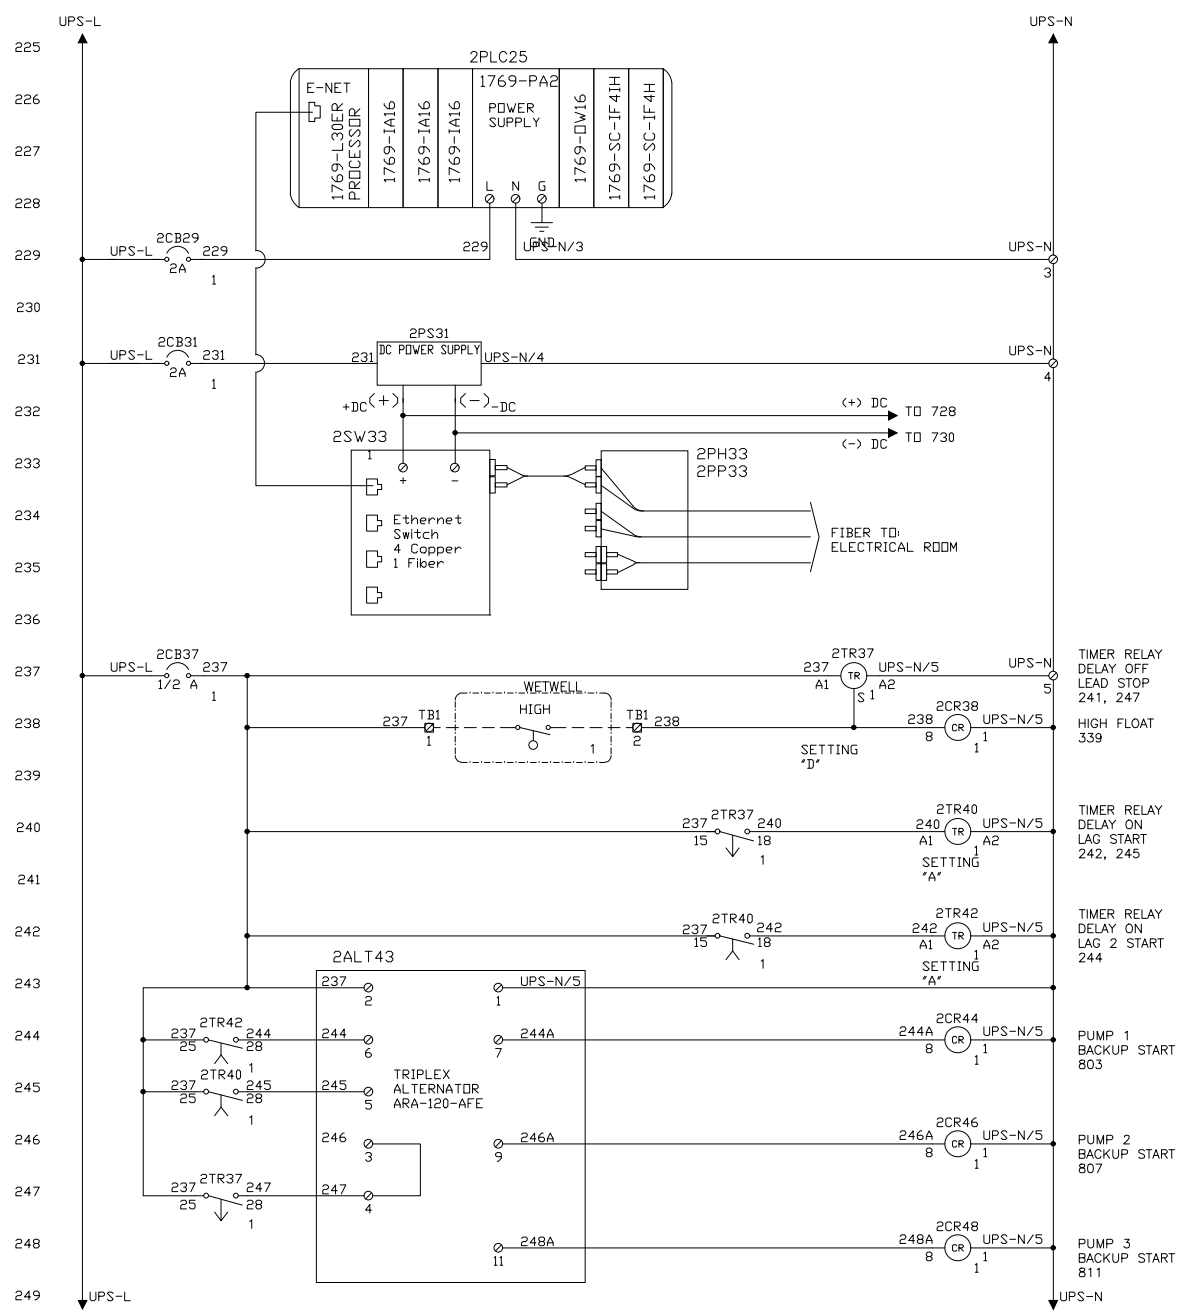 UPS-L
UPS-N
225
2PLC25
226
E-NET
1769-L30ER
PROCESSOR
1769-IA16
1769-IA16
1769-IA16
1769-PA2
POWER
SUPPLY
1769-OW16
1769-SC-IF4IH
1769-SC-IF4H
227
228
L N G
GND
229
UPS-L
2CB29
2A
229
1
229
UPS-N/3
UPS-N
3
230
231
UPS-L
2CB31
2A
231
1
231
2PS31
DC POWER SUPPLY
UPS-N/4
UPS-N
4
232
+DC (+)
(-) -DC
(+) DC
TO 728
(-) DC
TO 730
233
2SW33
1
+ -
2PH33
2PP33
234
Ethernet
Switch
4 Copper
1 Fiber
FIBER TO:
ELECTRICAL ROOM
235
236
237
UPS-L
2CB37
1/2 A
237
1
2TR37
237
A1
TR
UPS-N/5
A2
S 1
UPS-N
5
TIMER RELAY
DELAY OFF
LEAD STOP
241, 247
238
WETWELL
237
TB1
1
HIGH
1
TB1
2
238
SETTING
"D"
2CR38
238
8
CR
UPS-N/5
1
1
HIGH FLOAT
339
239
240
2TR37
237
15
240
18
1
2TR40
240
A1
TR
UPS-N/5
A2
1
SETTING
"A"
TIMER RELAY
DELAY ON
LAG START
242, 245
241
242
2TR40
237
15
242
18
1
2TR42
242
A1
TR
UPS-N/5
A2
1
SETTING
"A"
TIMER RELAY
DELAY ON
LAG 2 START
244
243
2ALT43
237
2
1
UPS-N/5
244
2TR42
237
25
244
28
1
244
6
7
244A
2CR44
244A
8
CR
UPS-N/5
1
1
PUMP 1
BACKUP START
803
245
2TR40
237
25
245
28
1
245
5
TRIPLEX
ALTERNATOR
ARA-120-AFE
246
246
3
9
246A
2CR46
246A
8
CR
UPS-N/5
1
1
PUMP 2
BACKUP START
807
247
2TR37
237
25
247
28
1
247
4
248
11
248A
2CR48
248A
8
CR
UPS-N/5
1
1
PUMP 3
BACKUP START
811
249
UPS-L
UPS-N